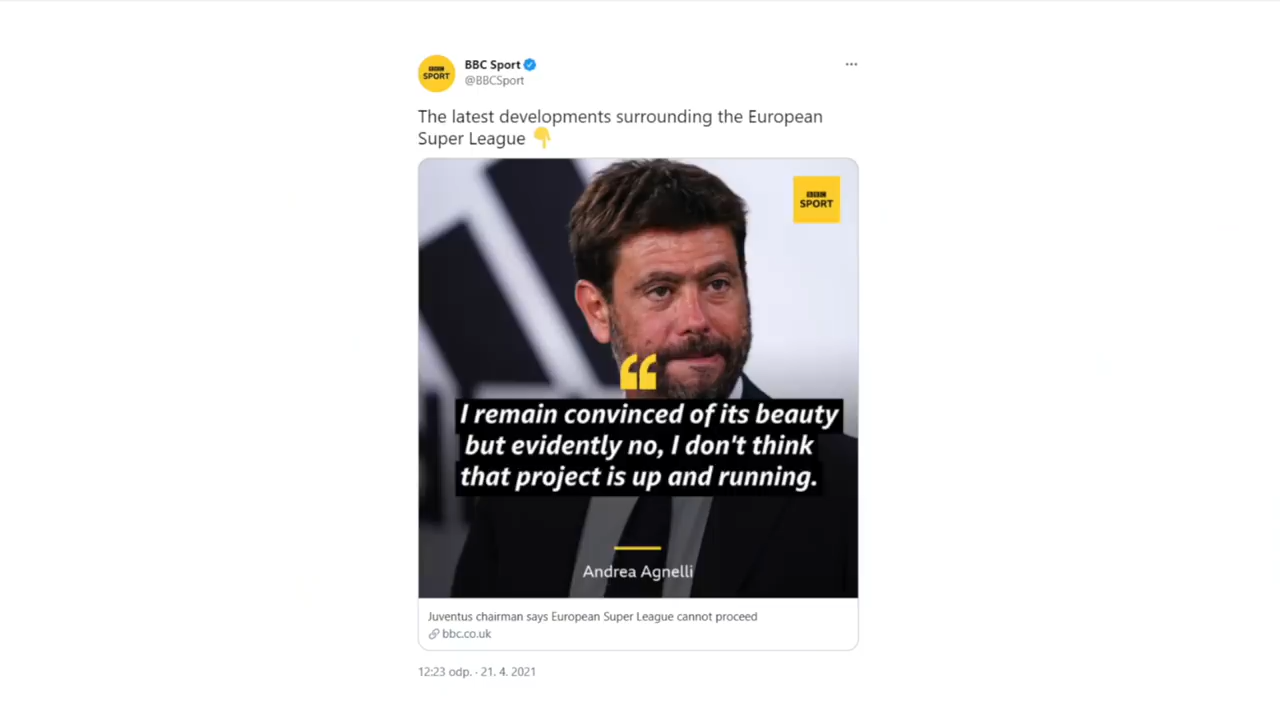 BBC SPORT
BBC Sport
@BBCSport
The latest developments surrounding the European
Super League
BBC SPORT
I remain convinced of its beauty
but evidently no, I don't think
that project is up and running.
Andrea Agnelli
Juventus chairman says European Super League cannot proceed
bbc.co.uk
12:23 odp. · 21. 4. 2021